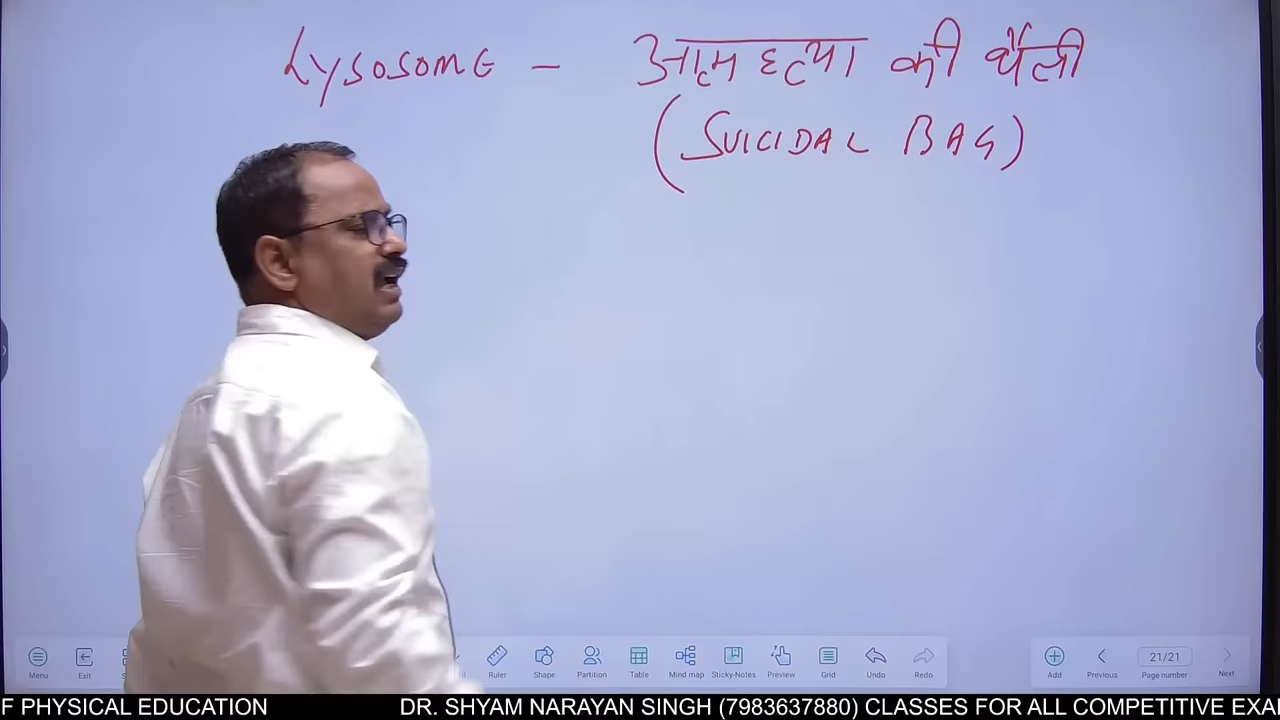 LYSOSOME - आत्म हत्या की थैली
(SUICIDAL BAG)
Menu Exit Ruler Shape Partition Table Mind map Sticky-Notes Preview Grid Undo Redo Add Previous 21/21 Page number Next
F PHYSICAL EDUCATION DR. SHYAM NARAYAN SINGH (7983637880) CLASSES FOR ALL COMPETITIVE EXA